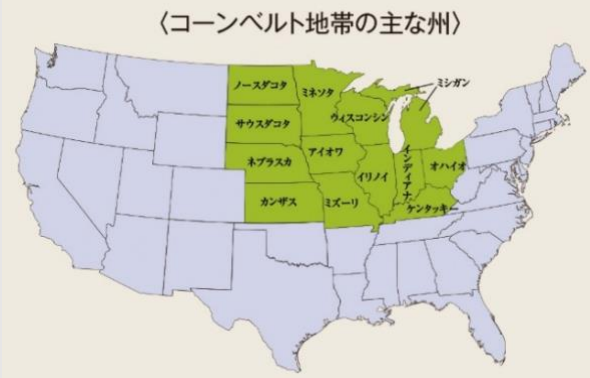 〈コーンベルト地帯の主な州〉
ノースダコタ
ミネソタ
ミシガン
サウスダコタ
ウィスコンシン
ネブラスカ
アイオワ
イリノイ
インディアナ
オハイオ
カンザス
ミズーリ
ケンタッキー